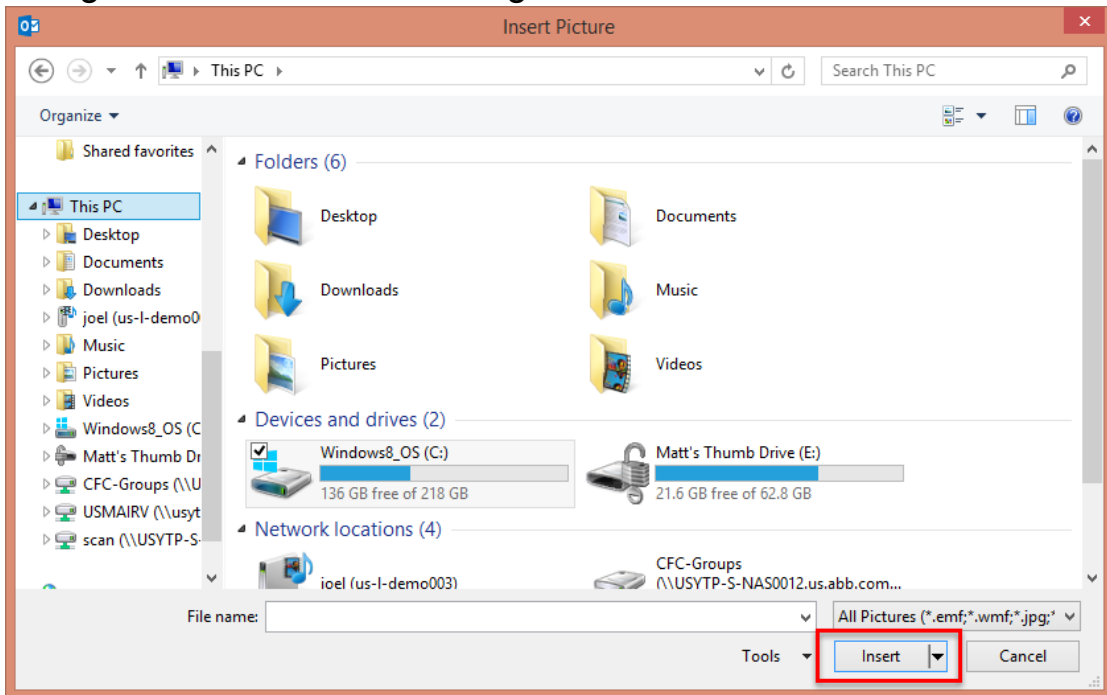 Insert Picture
This PC
Search This PC
Organize
Shared favorites
This PC
Desktop
Documents
Downloads
joel (us-l-demo0
Music
Pictures
Videos
Windows8_OS (C
Matt's Thumb Dr
CFC-Groups (\\U
USMAIRV (\\usyt
scan (\\USYTP-S-
Folders (6)
Desktop
Documents
Downloads
Music
Pictures
Videos
Devices and drives (2)
Windows8_OS (C:)
136 GB free of 218 GB
Matt's Thumb Drive (E:)
21.6 GB free of 62.8 GB
Network locations (4)
joel (us-l-demo003)
CFC-Groups
(\\USYTP-S-NAS0012.us.abb.com...
File name:
All Pictures (*.emf;*.wmf;*.jpg;*
Tools
Insert
Cancel